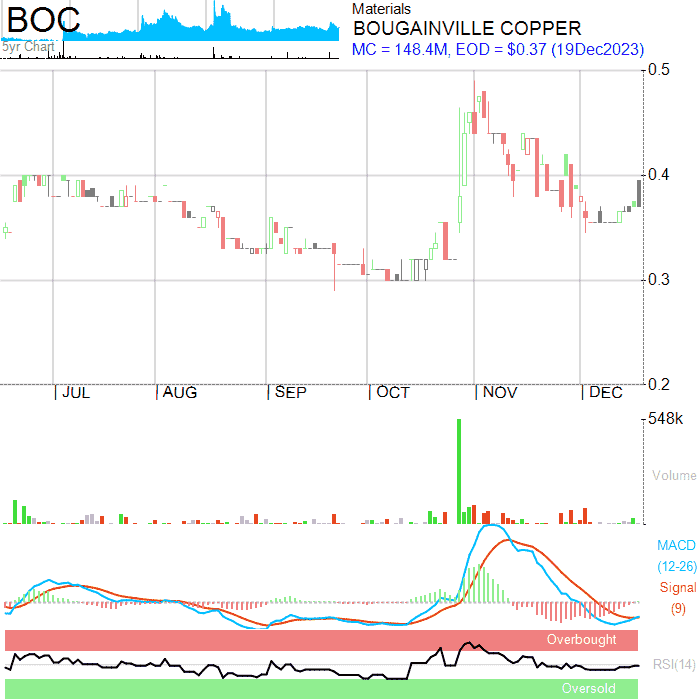 BOC
5yr Chart
Materials
BOUGAINVILLE COPPER
MC = 148.4M, EOD = $0.37 (19Dec2023)
0.5
0.4
0.3
0.2
JUL AUG SEP OCT NOV DEC
548k
Volume
MACD
(12-26)
Signal
(9)
Overbought
RSI(14)
Oversold